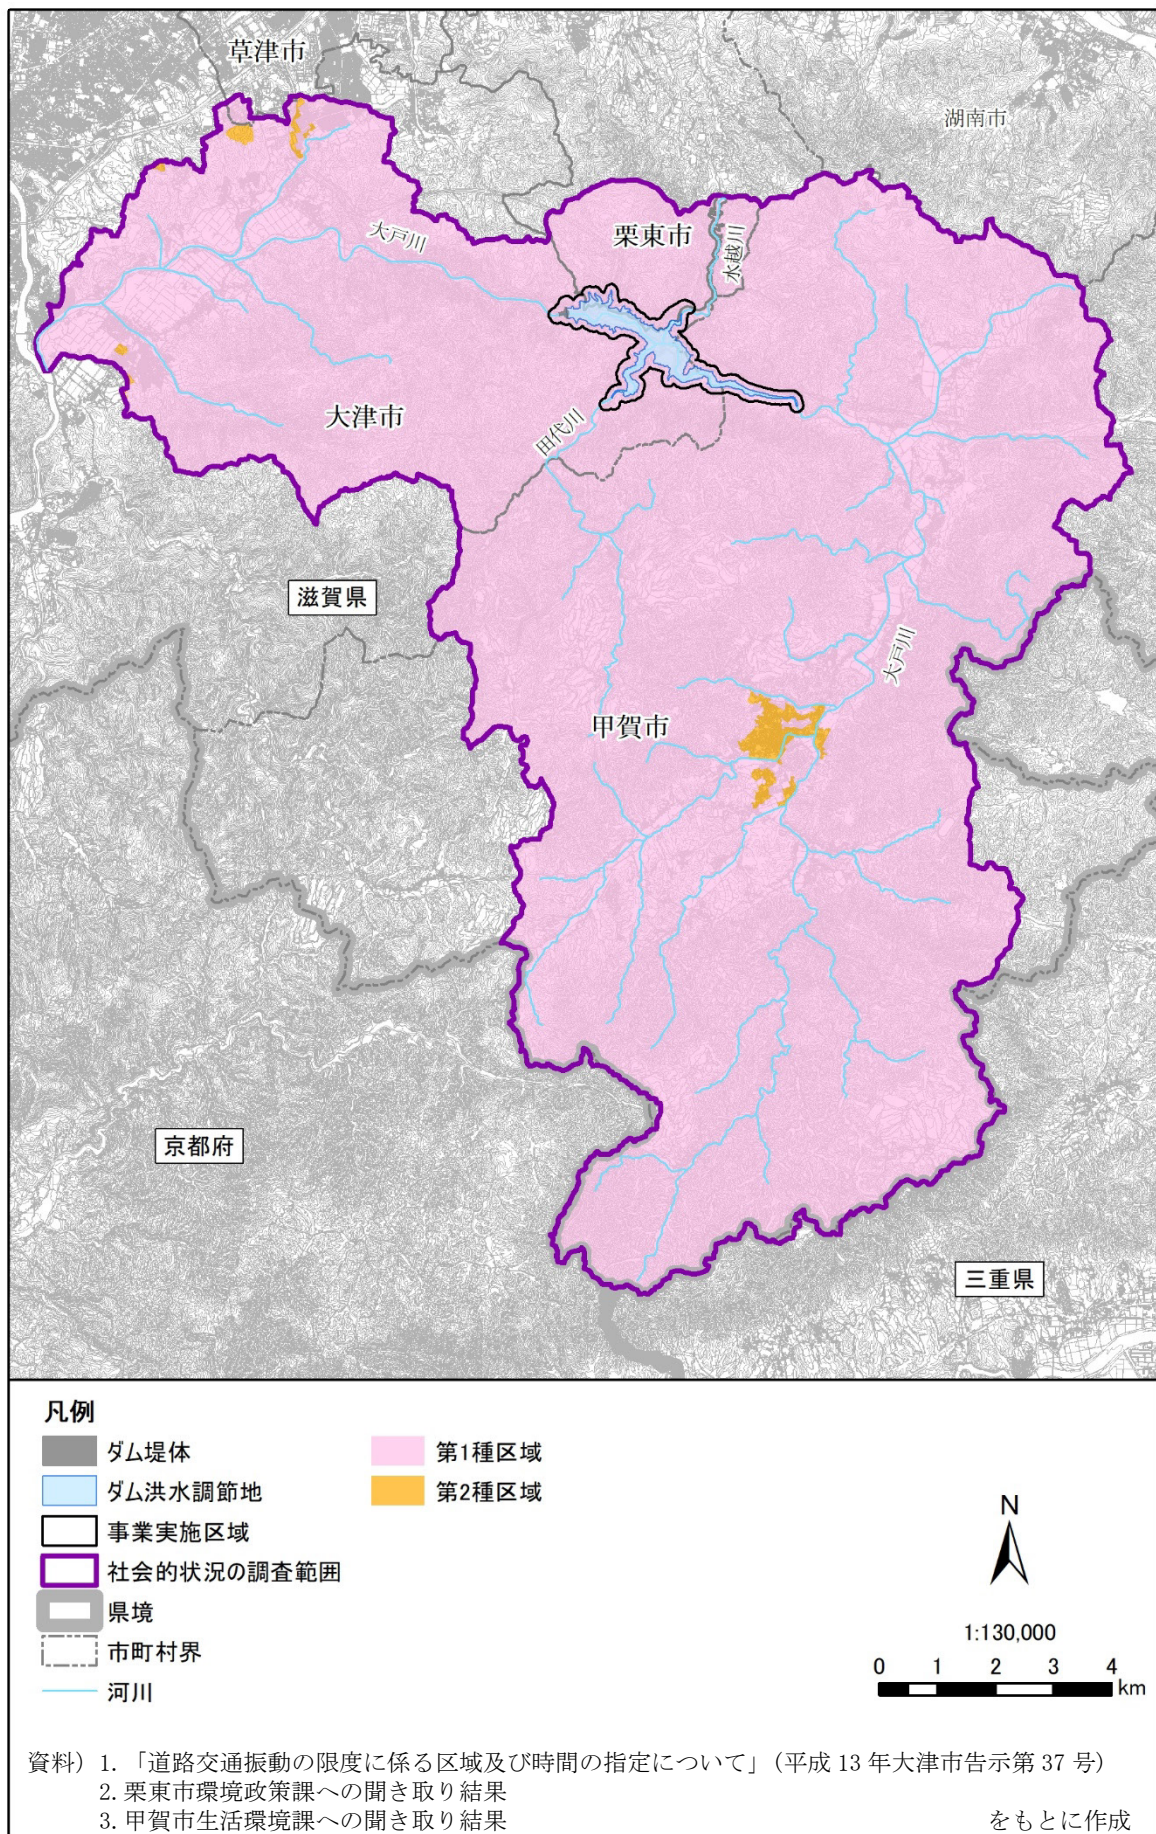 草津市
湖南市
栗東市
大戸川
水越川
大津市
田代川
滋賀県
大戸川
甲賀市
京都府
三重県
凡例
ダム堤体
ダム洪水調節地
事業実施区域
社会的状況の調査範囲
県境
市町村界
河川
第1種区域
第2種区域
N
1:130,000
0 1 2 3 4
km
資料）1.「道路交通振動の限度に係る区域及び時間の指定について」（平成 13 年大津市告示第 37 号）
2. 栗東市環境政策課への聞き取り結果
3. 甲賀市生活環境課への聞き取り結果 をもとに作成